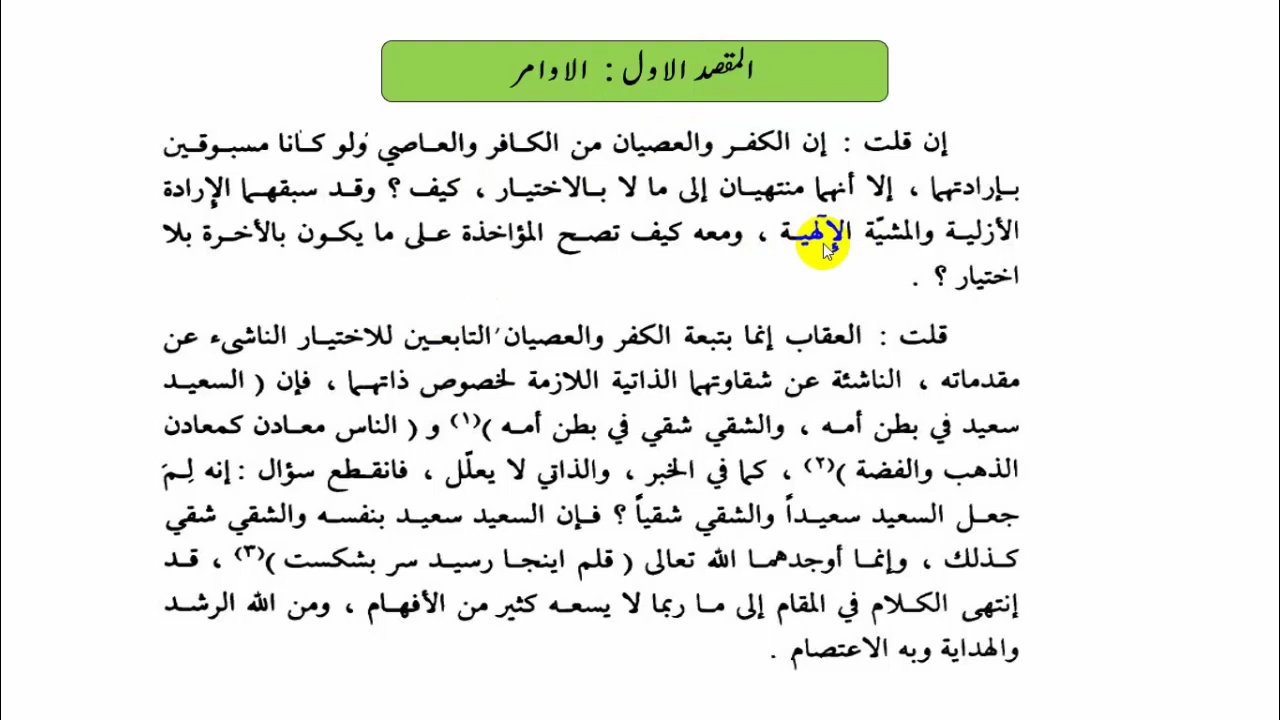 المقصد الاول : الاوامر
إن قلت : إن الكفر والعصيان من الكافر والعاصي ولو كانا مسبوقين
بإرادتهما ، إلا أنهما منتهيان إلى ما لا بالاختيار ، كيف ؟ وقد سبقهما الإرادة
الأزلية والمشيّة الإلٰهية ، ومعه كيف تصح المؤاخذة على ما يكون بالأخرة بلا
اختيار ؟ .
قلت : العقاب إنما بتبعة الكفر والعصيان التابعين للاختيار الناشىء عن
مقدماته ، الناشئة عن شقاوتهما الذاتية اللازمة لخصوص ذاتهما ، فإن ( السعيد
سعيد في بطن أمه ، والشقي شقي في بطن أمه )(١) و ( الناس معادن كمعادن
الذهب والفضة )(٢) ، كما في الخبر ، والذاتي لا يعلّل ، فانقطع سؤال : إنه لِمَ
جعل السعيد سعيداً والشقي شقياً ؟ فإن السعيد سعيد بنفسه والشقي شقي
كذلك ، وإنما أوجدهما الله تعالى ( قلم اينجا رسيد سر بشكست )(٣) ، قد
إنتهى الكلام في المقام إلى ما ربما لا يسعه كثير من الأفهام ، ومن الله الرشد
والهداية وبه الاعتصام .